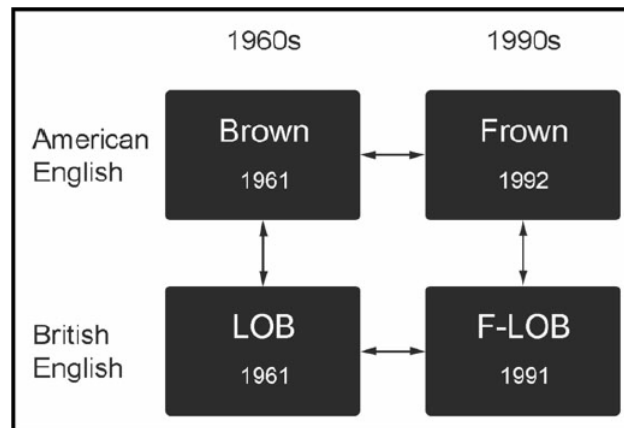 1960s 1990s
American
English
Brown
1961
Frown
1992
British
English
LOB
1961
F-LOB
1991